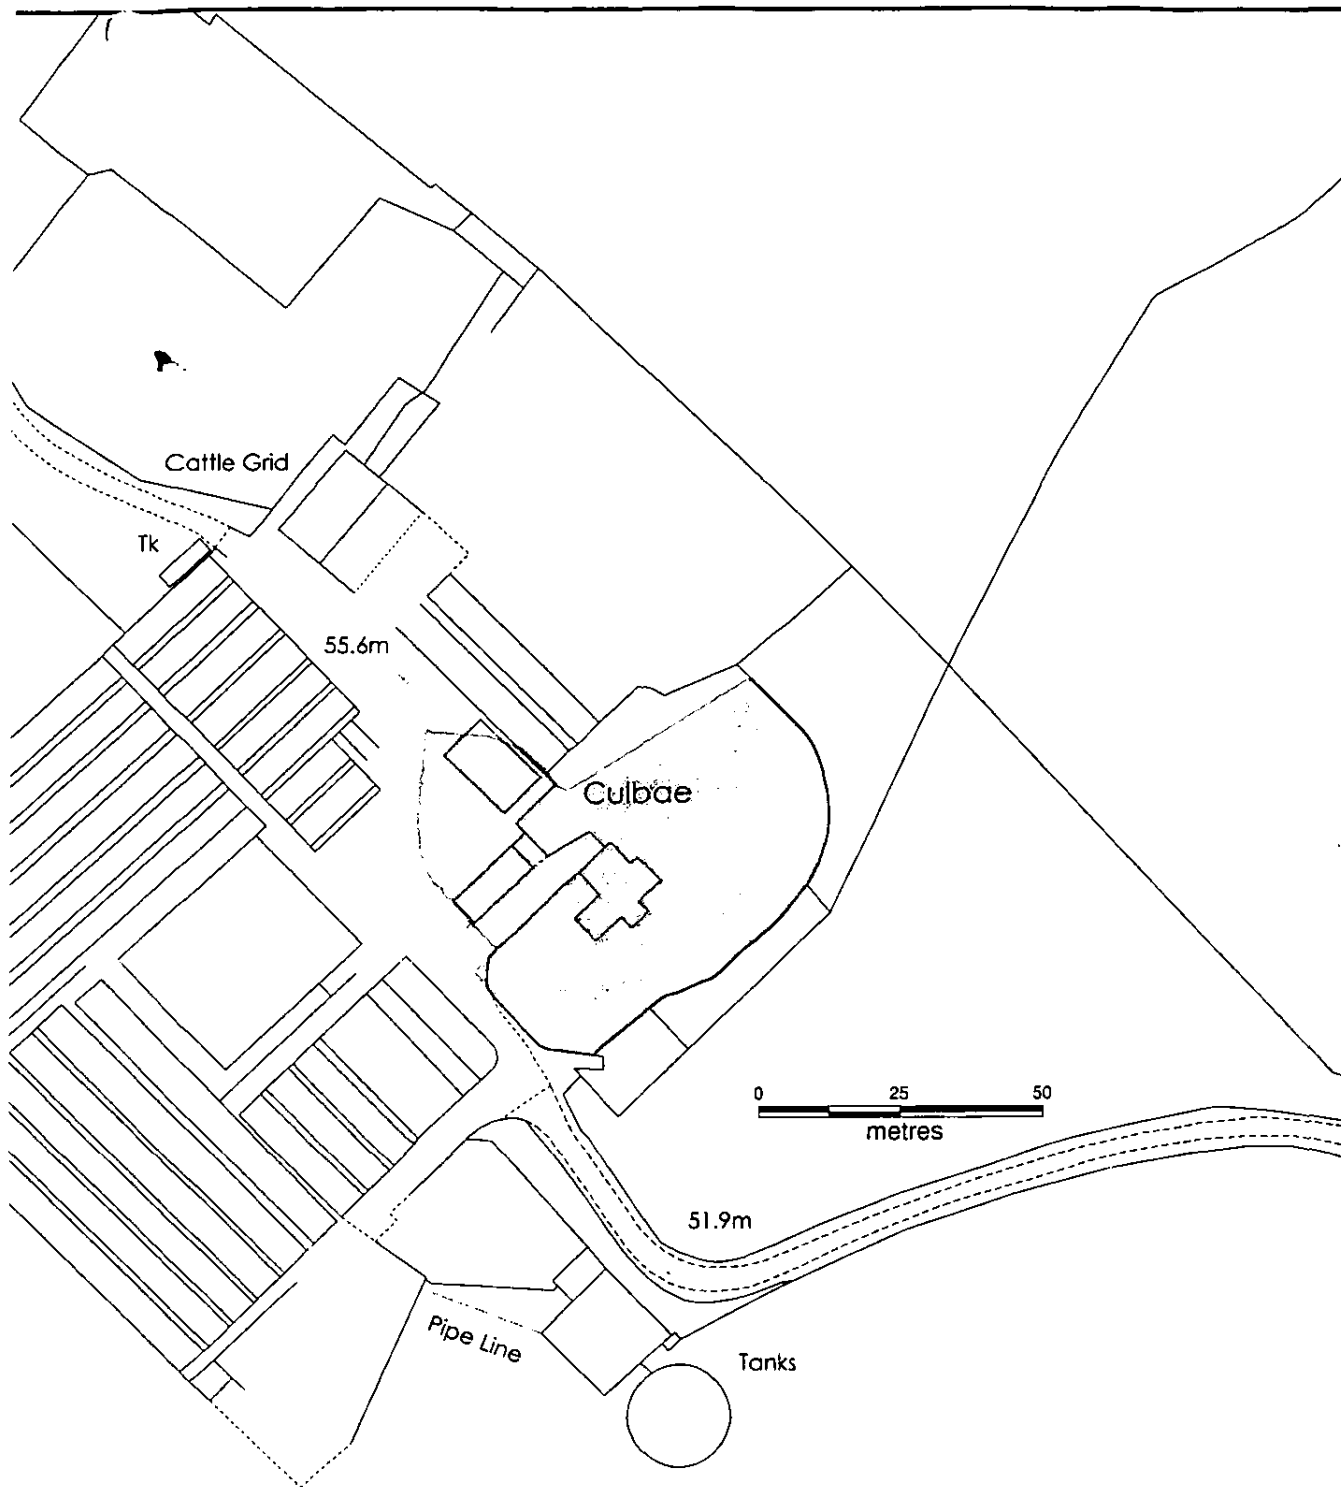 Cattle Grid
Tk
55.6m
Culbae
0 25 50
metres
51.9m
Pipe Line
Tanks